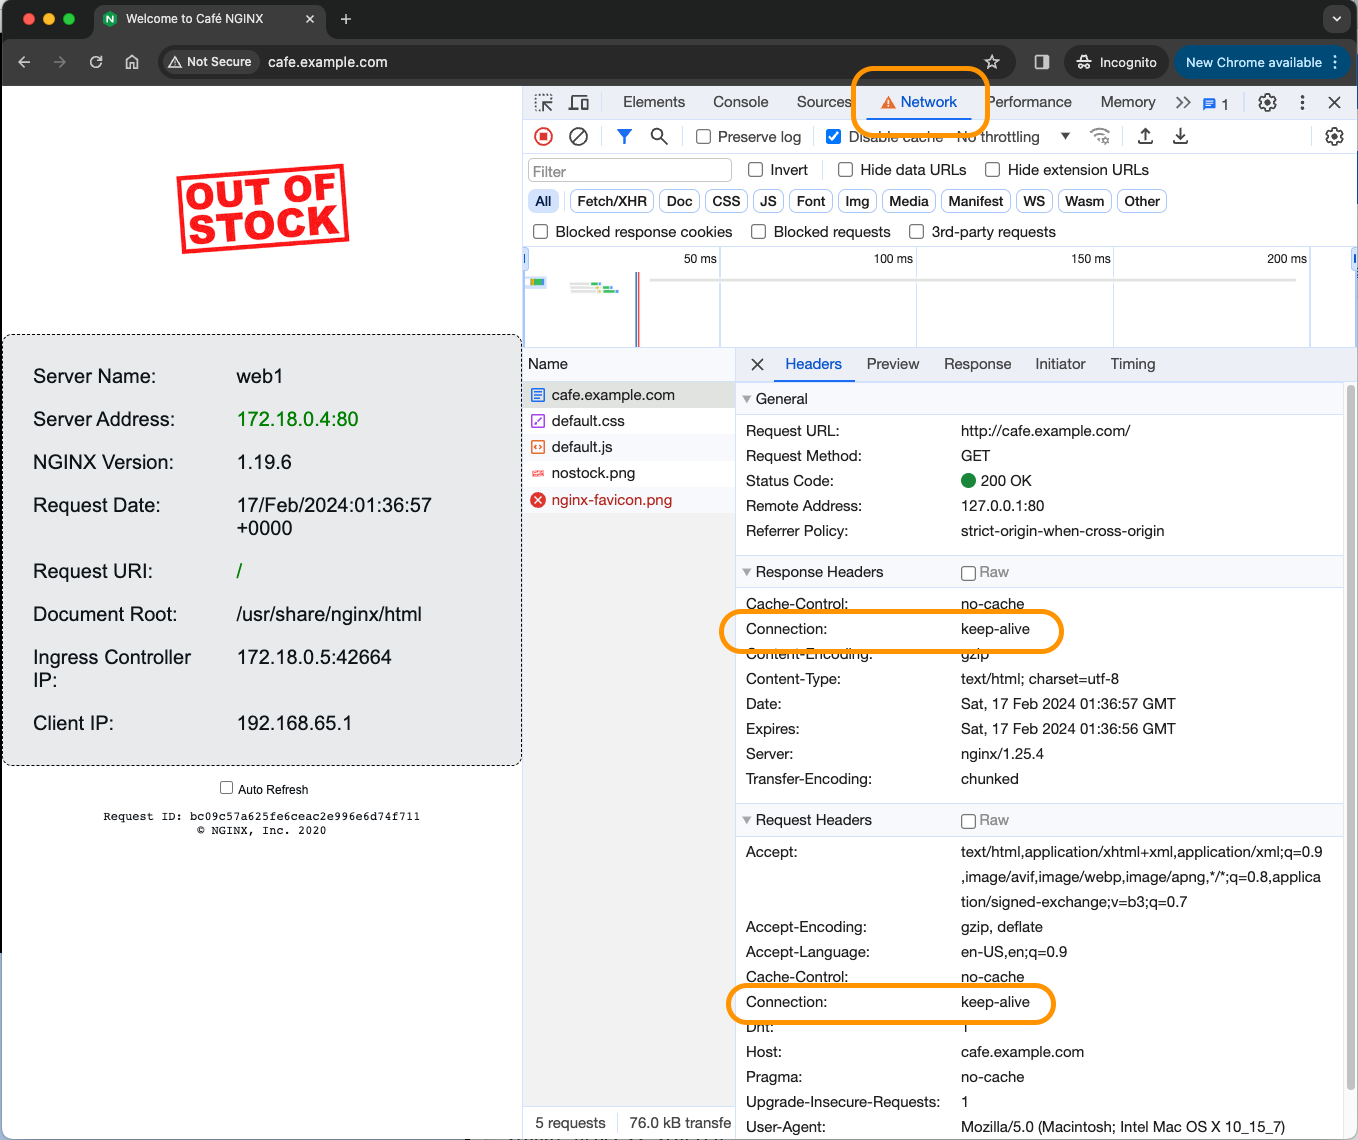 Welcome to Café NGINX
Not Secure
cafe.example.com
Incognito
New Chrome available
OUT OF
STOCK
Server Name: web1
Server Address: 172.18.0.4:80
NGINX Version: 1.19.6
Request Date: 17/Feb/2024:01:36:57
+0000
Request URI: /
Document Root: /usr/share/nginx/html
Ingress Controller 172.18.0.5:42664
IP:
Client IP: 192.168.65.1
Auto Refresh
Request ID: bc09c57a625fe6ceac2e996e6d74f711
© NGINX, Inc. 2020
Elements Console Sources Network Performance Memory 1
Preserve log Disable cache No throttling
Filter Invert Hide data URLs Hide extension URLs
All Fetch/XHR Doc CSS JS Font Img Media Manifest WS Wasm Other
Blocked response cookies Blocked requests 3rd-party requests
50 ms 100 ms 150 ms 200 ms
Name
cafe.example.com
default.css
default.js
nostock.png
nginx-favicon.png
5 requests 76.0 kB transfe
Headers Preview Response Initiator Timing
General
Request URL: http://cafe.example.com/
Request Method: GET
Status Code: 200 OK
Remote Address: 127.0.0.1:80
Referrer Policy: strict-origin-when-cross-origin
Response Headers Raw
Cache-Control: no-cache
Connection: keep-alive
Content-Encoding: gzip
Content-Type: text/html; charset=utf-8
Date: Sat, 17 Feb 2024 01:36:57 GMT
Expires: Sat, 17 Feb 2024 01:36:56 GMT
Server: nginx/1.25.4
Transfer-Encoding: chunked
Request Headers Raw
Accept: text/html,application/xhtml+xml,application/xml;q=0.9
,image/avif,image/webp,image/apng,*/*;q=0.8,applica
tion/signed-exchange;v=b3;q=0.7
Accept-Encoding: gzip, deflate
Accept-Language: en-US,en;q=0.9
Cache-Control: no-cache
Connection: keep-alive
Dnt: 1
Host: cafe.example.com
Pragma: no-cache
Upgrade-Insecure-Requests: 1
User-Agent: Mozilla/5.0 (Macintosh; Intel Mac OS X 10_15_7)